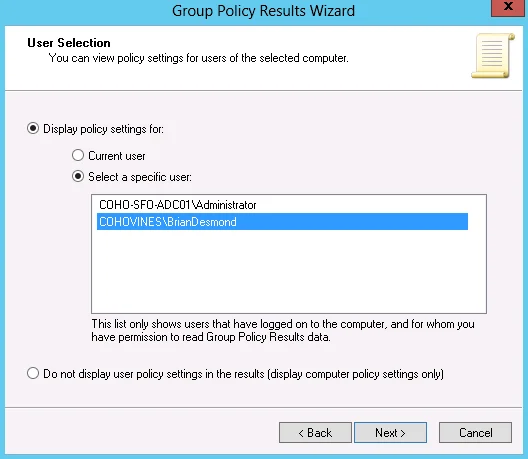 Group Policy Results Wizard
x
User Selection
You can view policy settings for users of the selected computer.
Display policy settings for:
Current user
Select a specific user:
COHO-SFO-ADC01\Administrator
COHOVINES\BrianDesmond
This list only shows users that have logged on to the computer, and for whom you
have permission to read Group Policy Results data.
Do not display user policy settings in the results (display computer policy settings only)
< Back
Next >
Cancel